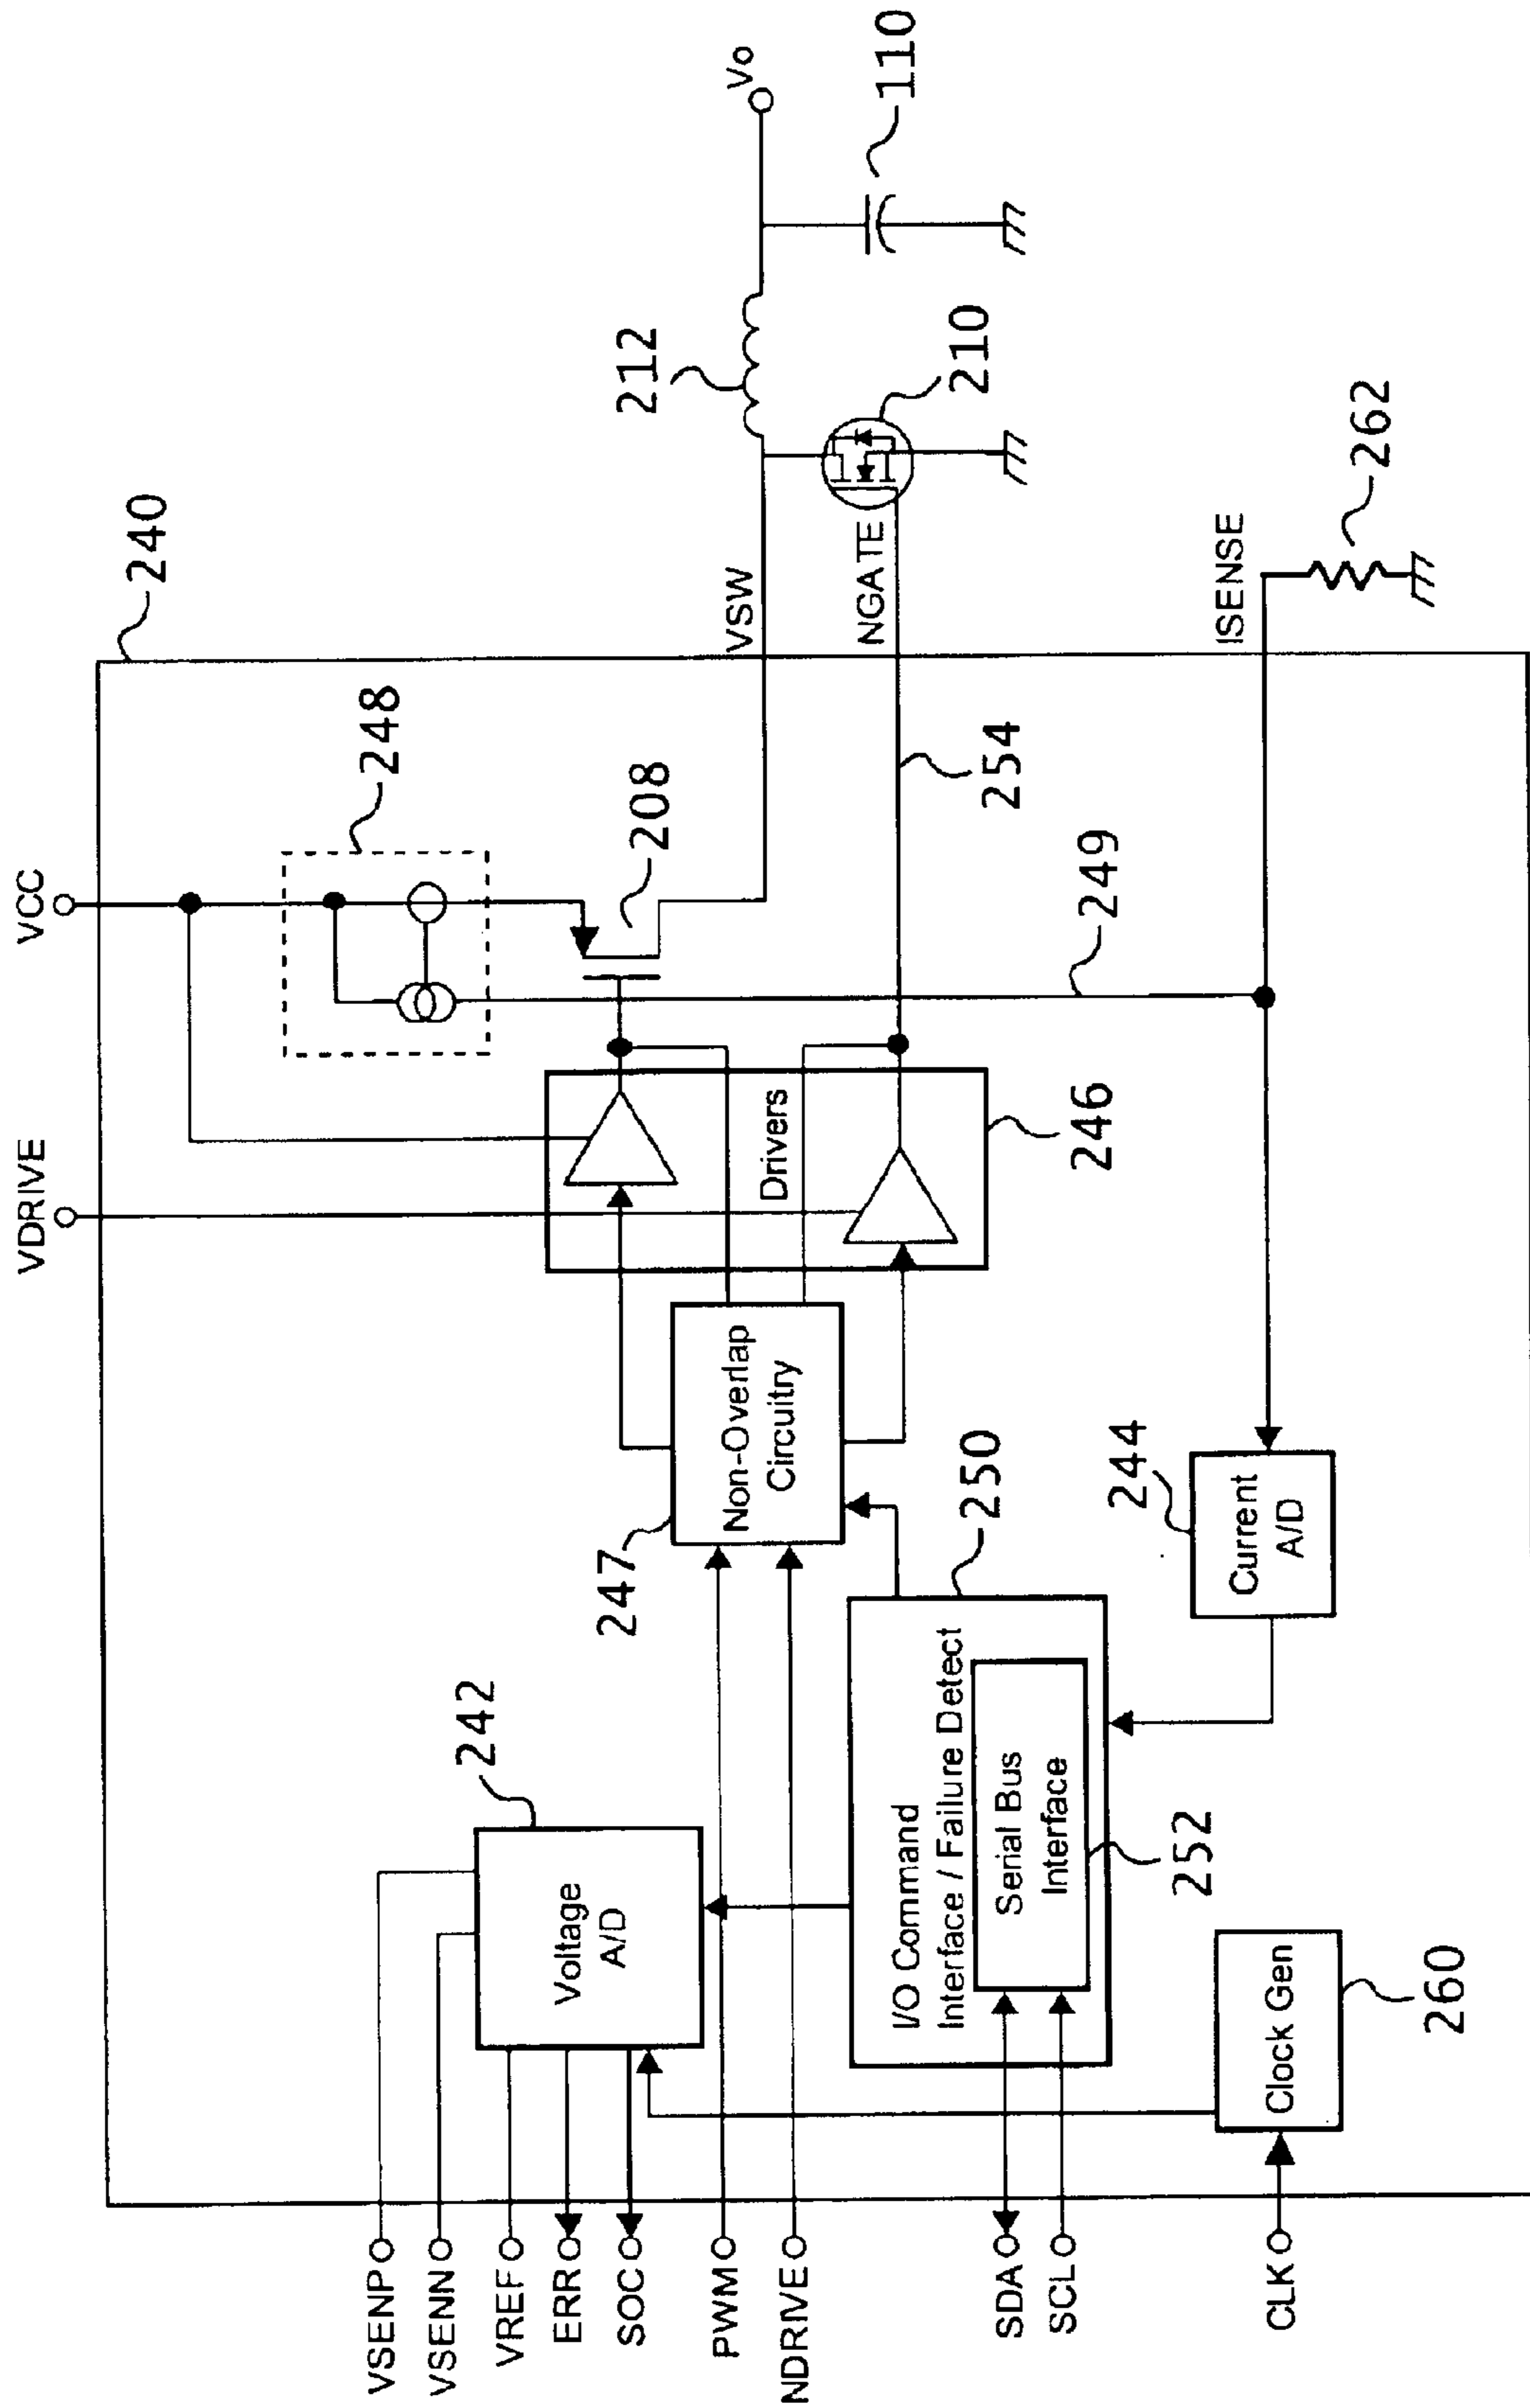 VSENP
VSENN
VREF
ERR
SOC
PWM
NDRIVE
SDA
SCL
CLK
VDRIVE
VCC
240
242
Voltage
A/D
247
Non-Overlap
Circuitry
Drivers
246
248
208
VSW
212
Vo
NGATE
210
110
254
249
250
I/O Command
Interface / Failure Detect
Serial Bus
Interface
252
244
Current
A/D
ISENSE
262
Clock Gen
260